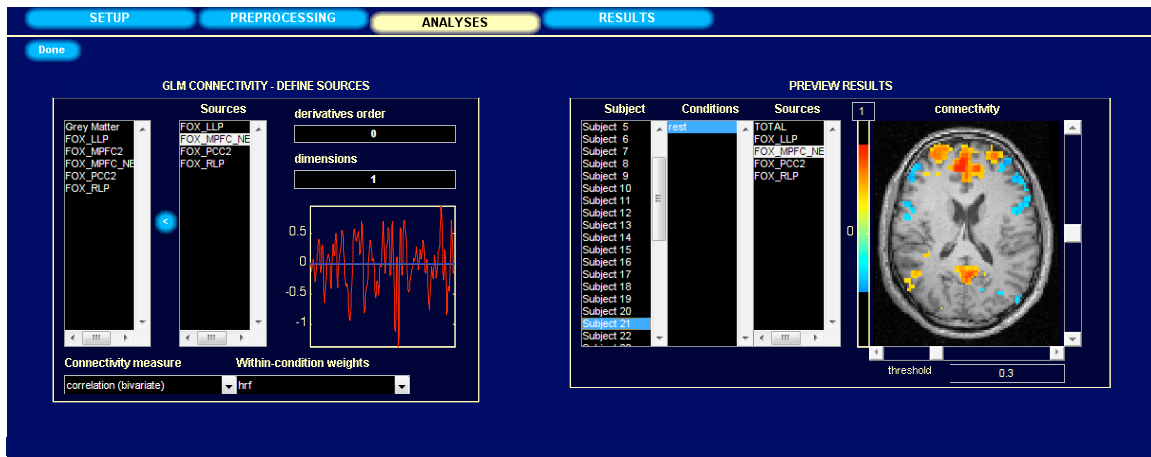 SETUP
PREPROCESSING
ANALYSES
RESULTS
Done
GLM CONNECTIVITY - DEFINE SOURCES
Sources
Grey Matter
FOX_LLP
FOX_MPFC2
FOX_MPFC_NE
FOX_PCC2
FOX_RLP
<
FOX_LLP
FOX_MPFC_NE
FOX_PCC2
FOX_RLP
derivatives order
0
dimensions
1
0.5
0
-0.5
-1
Connectivity measure
Within-condition weights
correlation (bivariate)
hrf
PREVIEW RESULTS
Subject
Conditions
Sources
1
connectivity
Subject 5
Subject 6
Subject 7
Subject 8
Subject 9
Subject 10
Subject 11
Subject 12
Subject 13
Subject 14
Subject 15
Subject 16
Subject 17
Subject 18
Subject 19
Subject 20
Subject 21
Subject 22
rest
TOTAL
FOX_LLP
FOX_MPFC_NE
FOX_PCC2
FOX_RLP
0
threshold
0.3